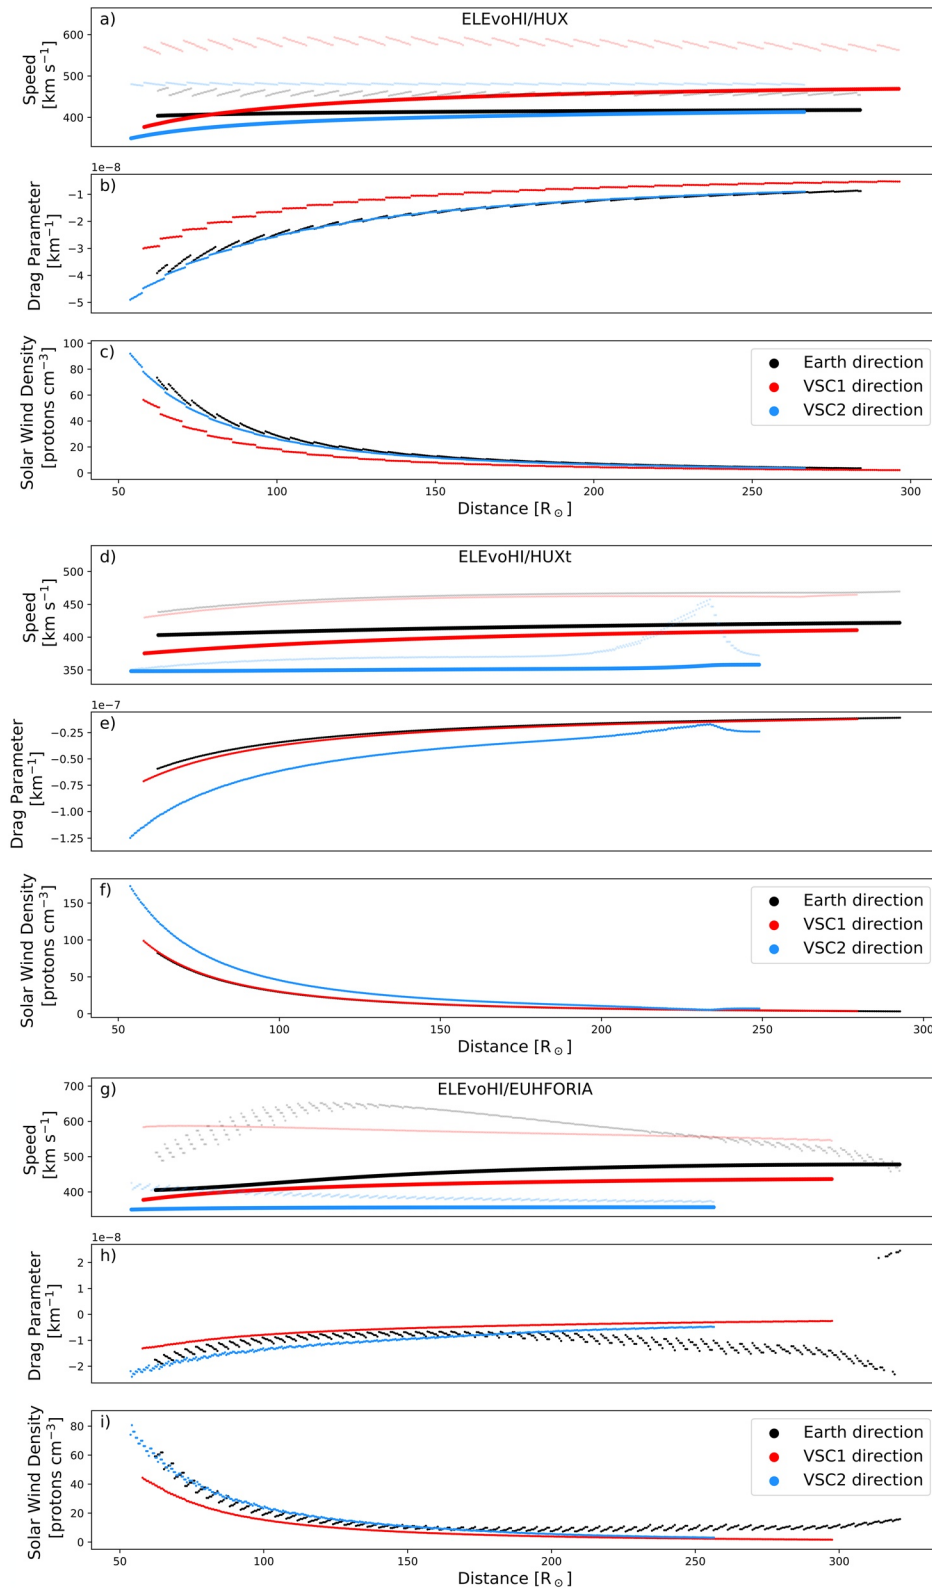 a)
ELEvoHI/HUX
Speed
[km s⁻¹]
600
500
400
1e−8
b)
Drag Parameter
[km⁻¹]
−1
−2
−3
−4
−5
c)
Solar Wind Density
[protons cm⁻³]
100
80
60
40
20
0
Earth direction
VSC1 direction
VSC2 direction
50 100 150 200 250 300
Distance [R☉]
d)
ELEvoHI/HUXt
Speed
[km s⁻¹]
500
450
400
350
1e−7
e)
Drag Parameter
[km⁻¹]
−0.25
−0.50
−0.75
−1.00
−1.25
f)
Solar Wind Density
[protons cm⁻³]
150
100
50
0
Earth direction
VSC1 direction
VSC2 direction
50 100 150 200 250 300
Distance [R☉]
g)
ELEvoHI/EUHFORIA
Speed
[km s⁻¹]
700
600
500
400
1e−8
h)
Drag Parameter
[km⁻¹]
2
1
0
−1
−2
i)
Solar Wind Density
[protons cm⁻³]
80
60
40
20
0
Earth direction
VSC1 direction
VSC2 direction
50 100 150 200 250 300
Distance [R☉]